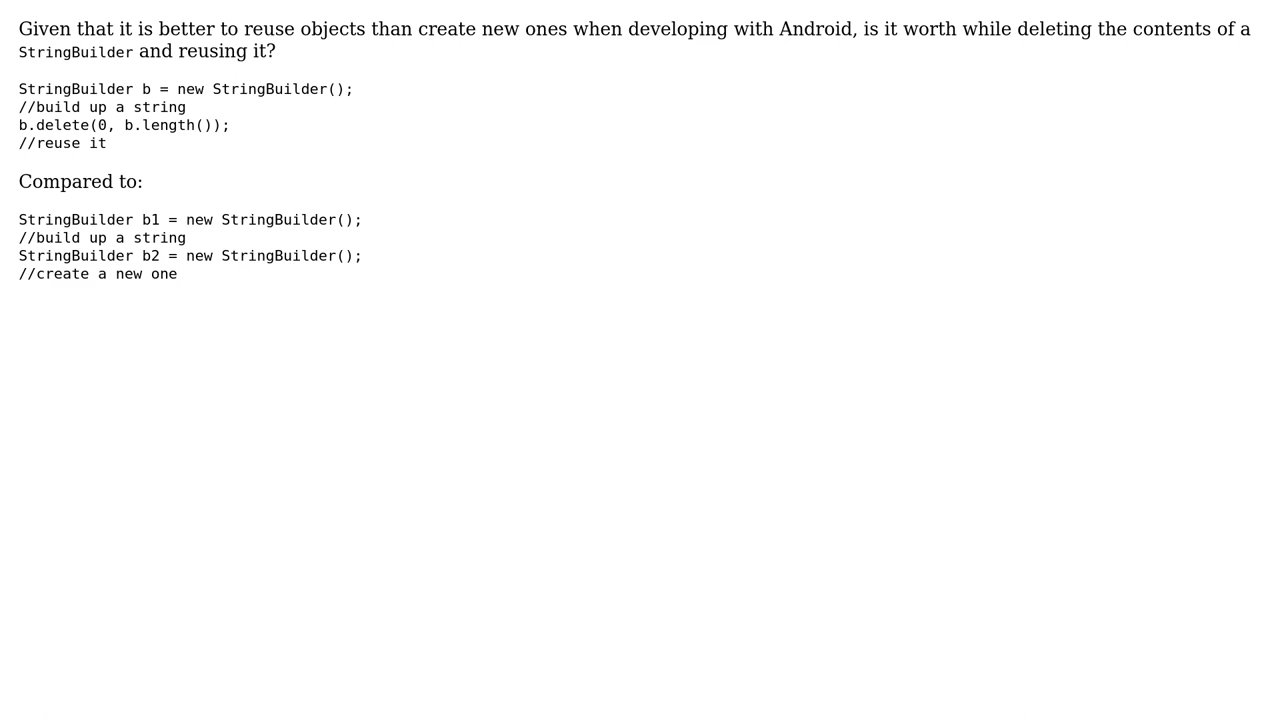 Given that it is better to reuse objects than create new ones when developing with Android, is it worth while deleting the contents of a
StringBuilder and reusing it?
StringBuilder b = new StringBuilder();
//build up a string
b.delete(0, b.length());
//reuse it
Compared to:
StringBuilder b1 = new StringBuilder();
//build up a string
StringBuilder b2 = new StringBuilder();
//create a new one